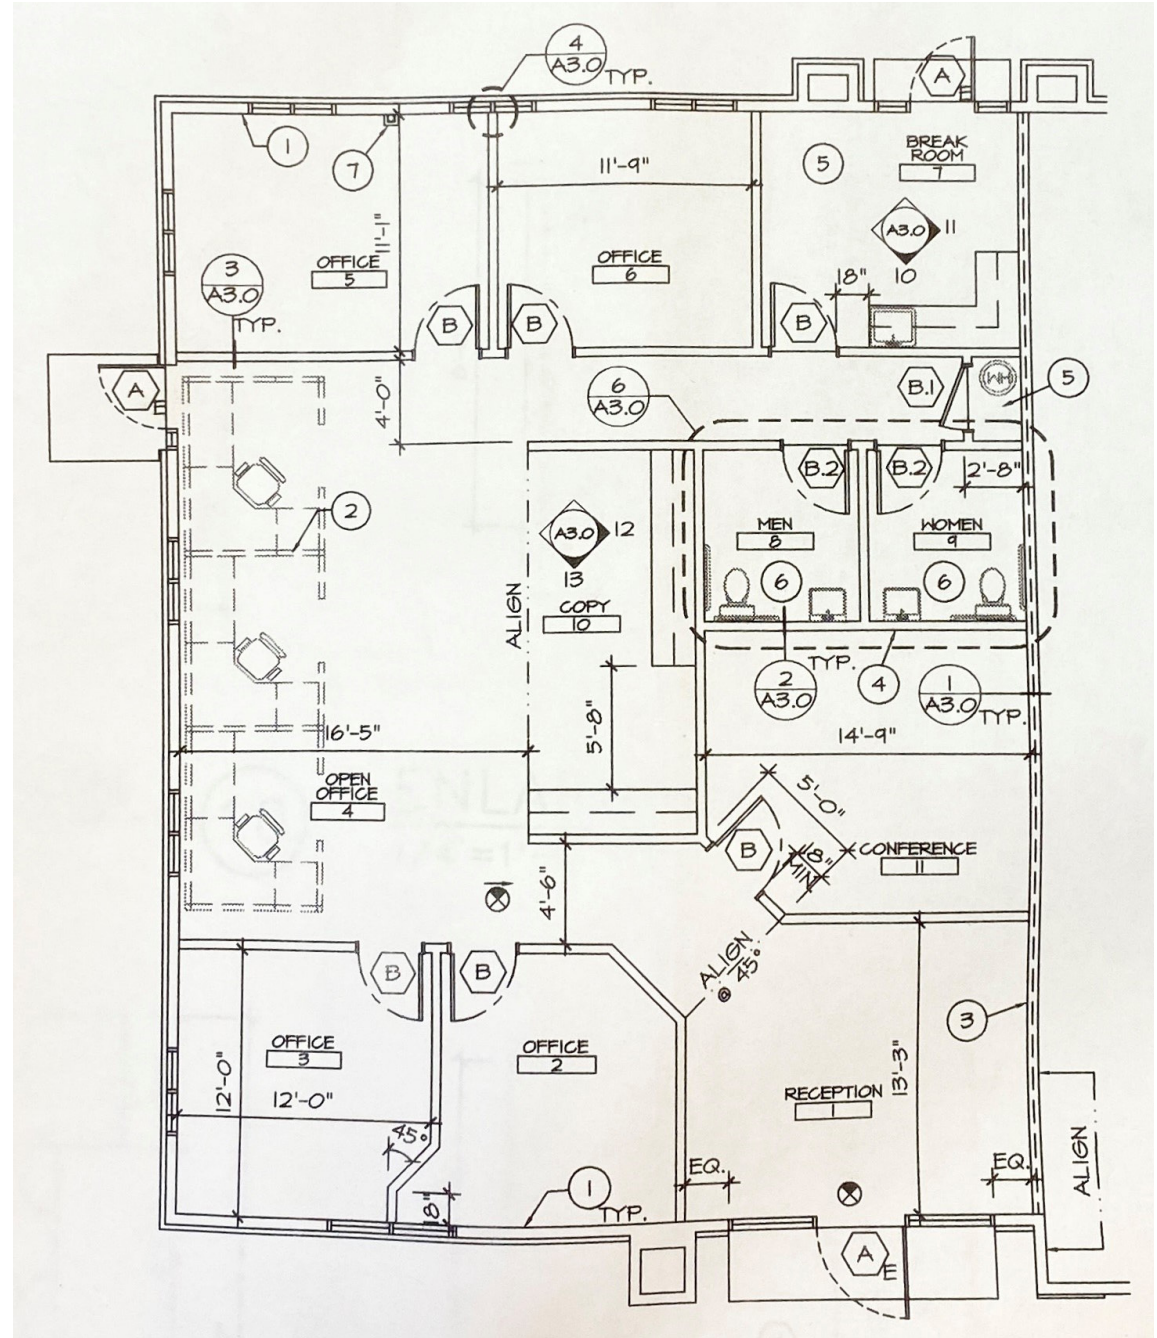 4
A3.0
TYP.
A
E
1
7
5
BREAK
ROOM
7
11'-9"
A3.0
11
10
11'-1"
OFFICE
5
OFFICE
6
3
A3.0
TYP.
18"
B
B
B
A
E
4'-0"
6
A3.0
B.1
WH
5
B.2
B.2
2'-8"
2
A3.0
12
13
MEN
8
WOMEN
9
6
6
ALIGN
COPY
10
TYP.
2
A3.0
4
1
A3.0
TYP.
5'-8"
16'-5"
14'-9"
OPEN
OFFICE
4
5'-0"
B
18"
MIN
CONFERENCE
11
4'-6"
ALIGN
@ 45°
B
B
3
OFFICE
3
OFFICE
2
12'-0"
12'-0"
13'-3"
RECEPTION
1
45°
ALIGN
EQ.
EQ.
18"
1
TYP.
A
E